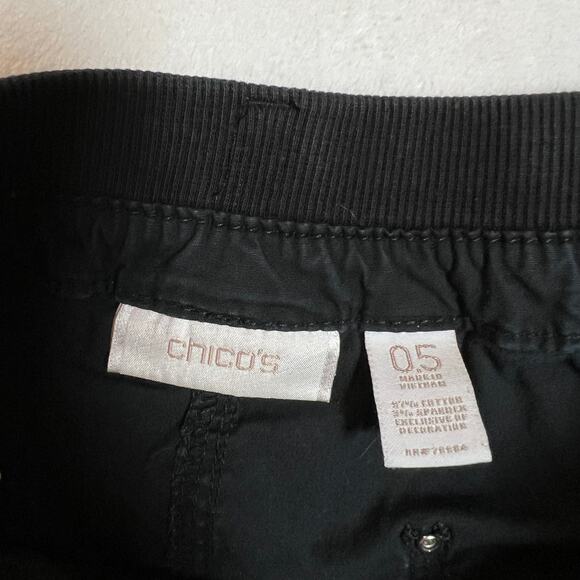 chico's
0.5
MADE IN
VIETNAM
97% COTTON
3% SPANDEX
EXCLUSIVE OF
DECORATION